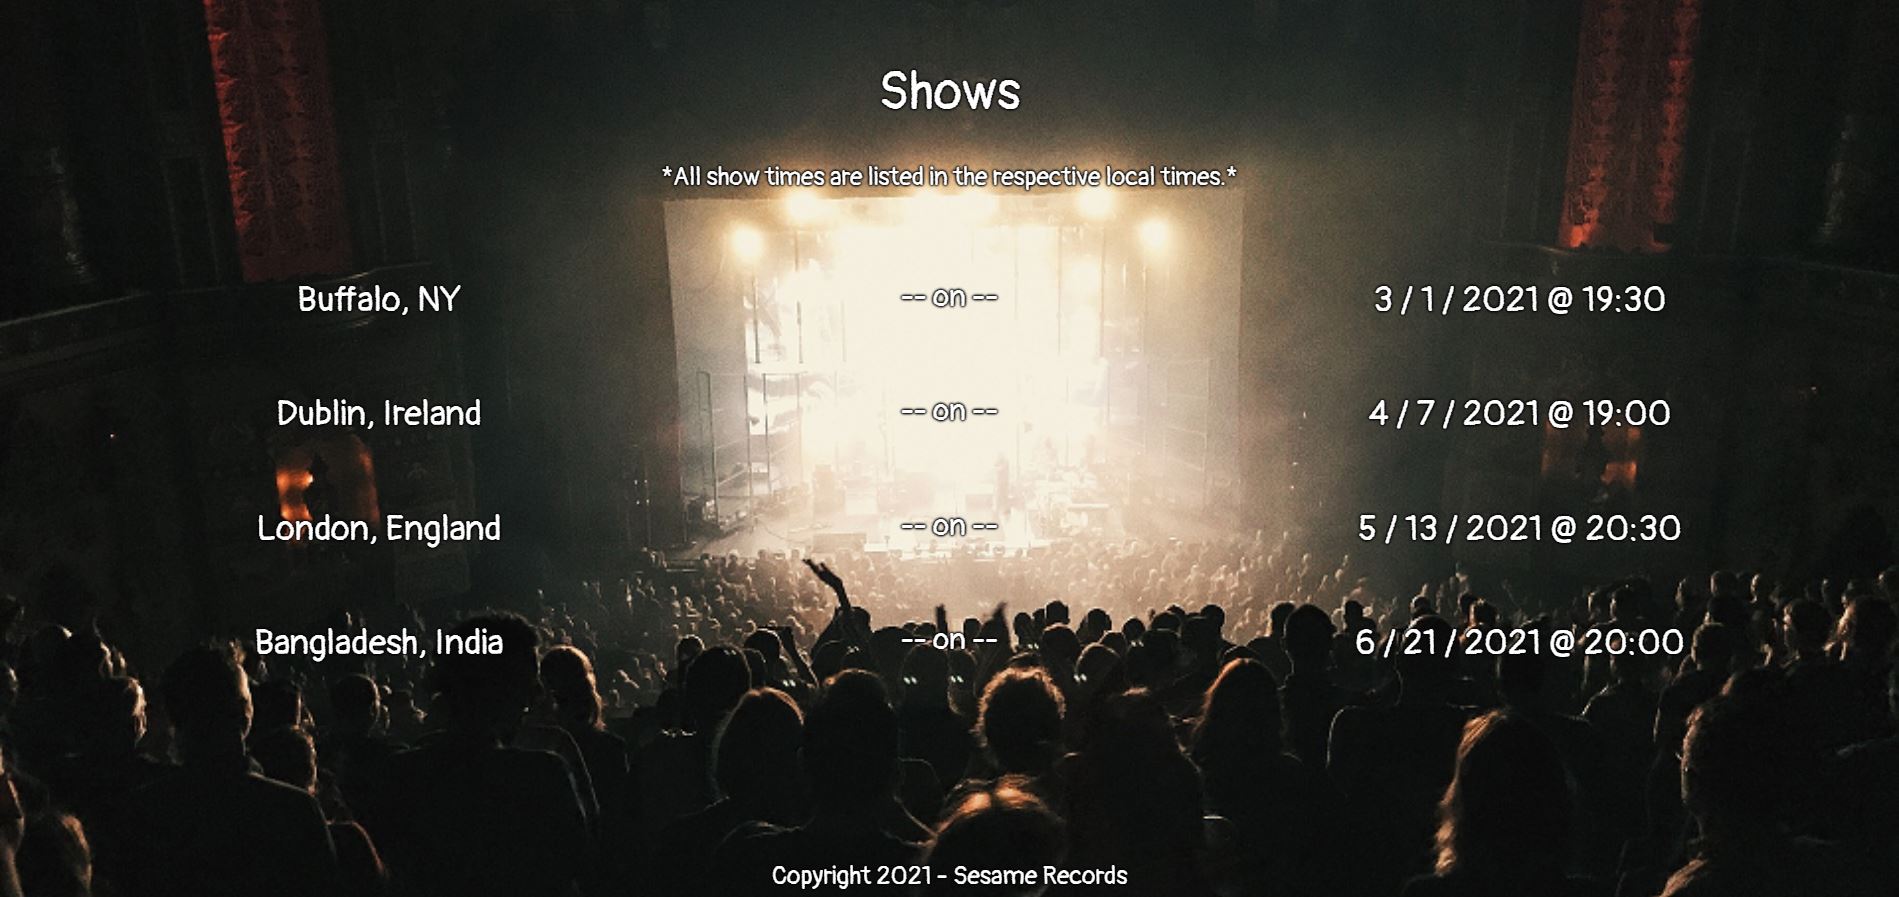 Shows
*All show times are listed in the respective local times.*
Buffalo, NY -- on -- 3 / 1 / 2021 @ 19:30
Dublin, Ireland -- on -- 4 / 7 / 2021 @ 19:00
London, England -- on -- 5 / 13 / 2021 @ 20:30
Bangladesh, India -- on -- 6 / 21 / 2021 @ 20:00
Copyright 2021 - Sesame Records